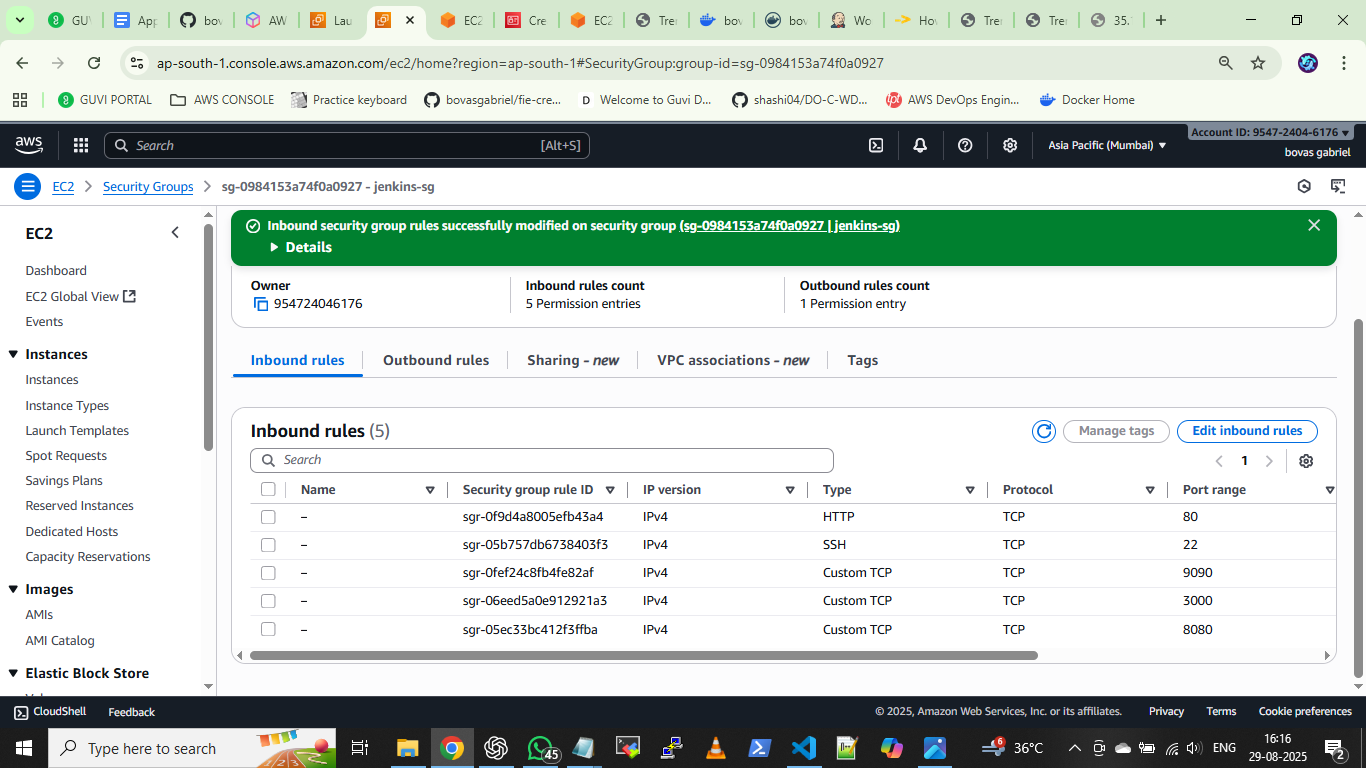 GUV
App
bov
AW
Lau
EC2
Cre
EC2
Trer
bov
bov
Wo
Hov
Trer
Trer
35.
ap-south-1.console.aws.amazon.com/ec2/home?region=ap-south-1#SecurityGroup:group-id=sg-0984153a74f0a0927
GUVI PORTAL
AWS CONSOLE
Practice keyboard
bovasgabriel/fie-cre...
D Welcome to Guvi D...
shashi04/DO-C-WD...
AWS DevOps Engin...
Docker Home
aws
Search [Alt+S]
Asia Pacific (Mumbai)
Account ID: 9547-2404-6176
bovas gabriel
EC2
Security Groups
sg-0984153a74f0a0927 - jenkins-sg
EC2
Dashboard
EC2 Global View
Events
Instances
Instances
Instance Types
Launch Templates
Spot Requests
Savings Plans
Reserved Instances
Dedicated Hosts
Capacity Reservations
Images
AMIs
AMI Catalog
Elastic Block Store
Inbound security group rules successfully modified on security group (sg-0984153a74f0a0927 | jenkins-sg)
Details
Owner
954724046176
Inbound rules count
5 Permission entries
Outbound rules count
1 Permission entry
Inbound rules
Outbound rules
Sharing - new
VPC associations - new
Tags
Inbound rules (5)
Manage tags
Edit inbound rules
Search
1
Name Security group rule ID IP version Type Protocol Port range
– sgr-0f9d4a8005efb43a4 IPv4 HTTP TCP 80
– sgr-05b757db6738403f3 IPv4 SSH TCP 22
– sgr-0fef24c8fb4fe82af IPv4 Custom TCP TCP 9090
– sgr-06eed5a0e912921a3 IPv4 Custom TCP TCP 3000
– sgr-05ec33bc412f3ffba IPv4 Custom TCP TCP 8080
CloudShell
Feedback
© 2025, Amazon Web Services, Inc. or its affiliates.
Privacy
Terms
Cookie preferences
Type here to search
45
6
36°C
ENG
16:16
29-08-2025
2